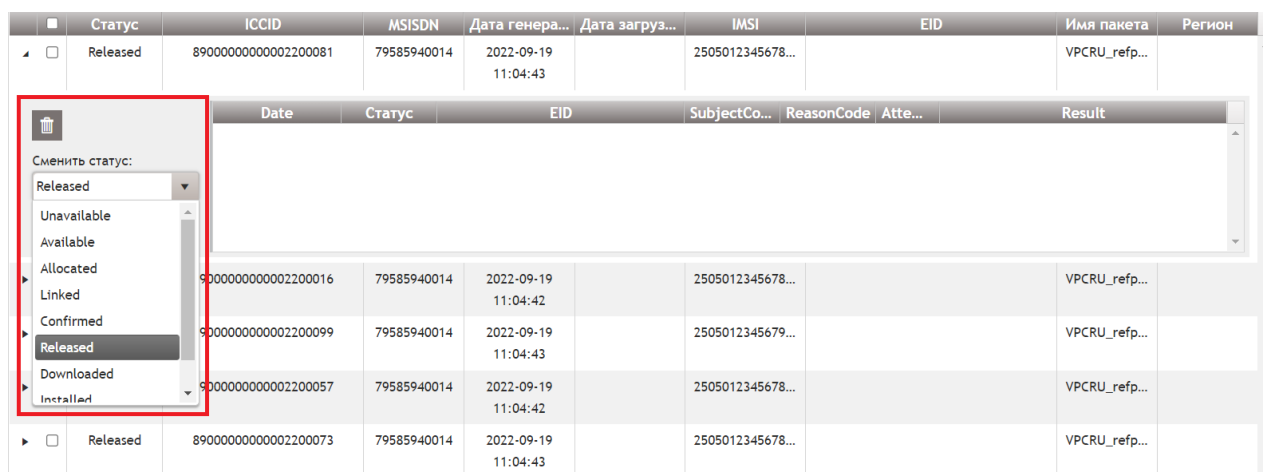 Статус ICCID MSISDN Дата генера... Дата загруз... IMSI EID Имя пакета Регион
Released 89000000000002200081 79585940014 2022-09-19 2505012345678... VPCRU_refp...
11:04:43
Date Статус EID SubjectCo... ReasonCode Atte... Result
Сменить статус:
Released
Unavailable
Available
Allocated
Linked
Confirmed
Released
Downloaded
Installed
90000000000002200016 79585940014 2022-09-19 2505012345678... VPCRU_refp...
11:04:42
90000000000002200099 79585940014 2022-09-19 2505012345679... VPCRU_refp...
11:04:43
90000000000002200057 79585940014 2022-09-19 2505012345678... VPCRU_refp...
11:04:42
Released 89000000000002200073 79585940014 2022-09-19 2505012345678... VPCRU_refp...
11:04:43